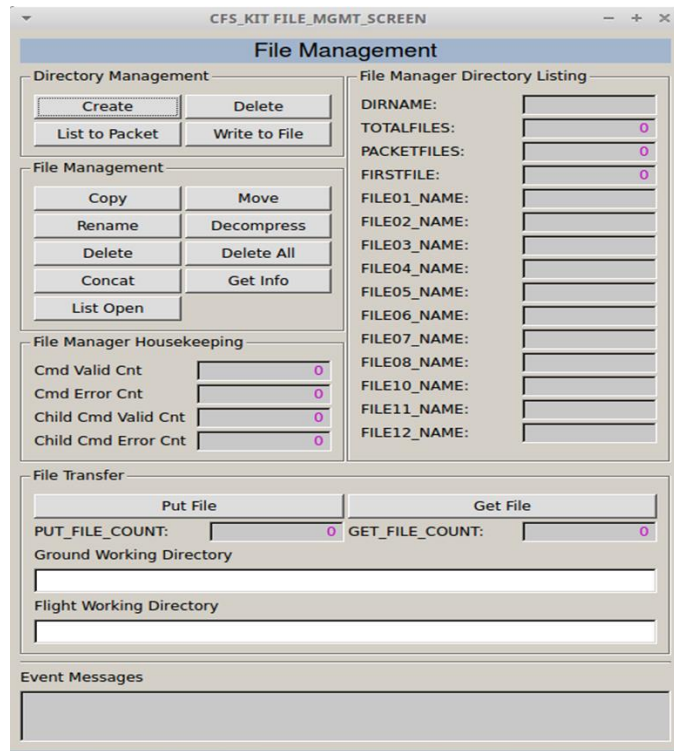 CFS_KIT FILE_MGMT_SCREEN
File Management
Directory Management
Create Delete
List to Packet Write to File
File Management
Copy Move
Rename Decompress
Delete Delete All
Concat Get Info
List Open
File Manager Housekeeping
Cmd Valid Cnt 0
Cmd Error Cnt 0
Child Cmd Valid Cnt 0
Child Cmd Error Cnt 0
File Manager Directory Listing
DIRNAME:
TOTALFILES: 0
PACKETFILES: 0
FIRSTFILE: 0
FILE01_NAME:
FILE02_NAME:
FILE03_NAME:
FILE04_NAME:
FILE05_NAME:
FILE06_NAME:
FILE07_NAME:
FILE08_NAME:
FILE10_NAME:
FILE11_NAME:
FILE12_NAME:
File Transfer
Put File Get File
PUT_FILE_COUNT: 0 GET_FILE_COUNT: 0
Ground Working Directory
Flight Working Directory
Event Messages